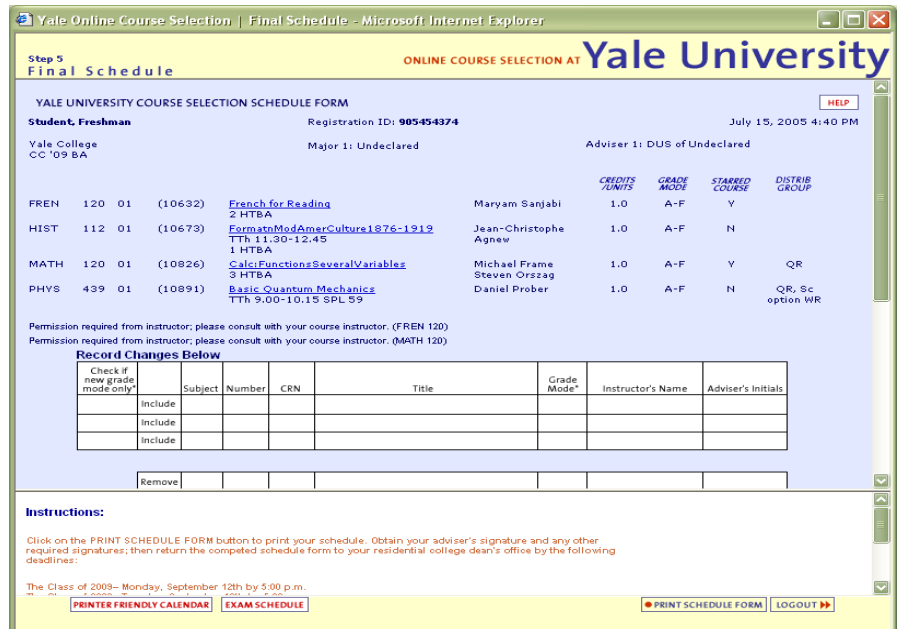 Yale Online Course Selection | Final Schedule - Microsoft Internet Explorer
Step 5
Final Schedule
ONLINE COURSE SELECTION AT Yale University
YALE UNIVERSITY COURSE SELECTION SCHEDULE FORM
HELP
Student, Freshman Registration ID: 905454374 July 15, 2005 4:40 PM
Yale College Major 1: Undeclared Adviser 1: DUS of Undeclared
CC '09 BA
CREDITS /UNITS GRADE MODE STARRED COURSE DISTRIB GROUP
FREN 120 01 (10632) French for Reading Maryam Sanjabi 1.0 A-F Y
2 HTBA
HIST 112 01 (10673) FormatnModAmerCulture1876-1919 Jean-Christophe 1.0 A-F N
TTh 11.30-12.45 Agnew
1 HTBA
MATH 120 01 (10826) Calc:FunctionsSeveralVariables Michael Frame 1.0 A-F Y QR
3 HTBA Steven Orszag
PHYS 439 01 (10891) Basic Quantum Mechanics Daniel Prober 1.0 A-F N QR, Sc
TTh 9.00-10.15 SPL 59 option WR
Permission required from instructor; please consult with your course instructor. (FREN 120)
Permission required from instructor; please consult with your course instructor. (MATH 120)
Record Changes Below
Check if new grade mode only* Subject Number CRN Title Grade Mode* Instructor's Name Adviser's Initials
Include
Include
Include
Remove
Instructions:
Click on the PRINT SCHEDULE FORM button to print your schedule. Obtain your adviser's signature and any other
required signatures; then return the competed schedule form to your residential college dean's office by the following
deadlines:
The Class of 2009– Monday, September 12th by 5:00 p.m.
PRINTER FRIENDLY CALENDAR EXAM SCHEDULE PRINT SCHEDULE FORM LOGOUT